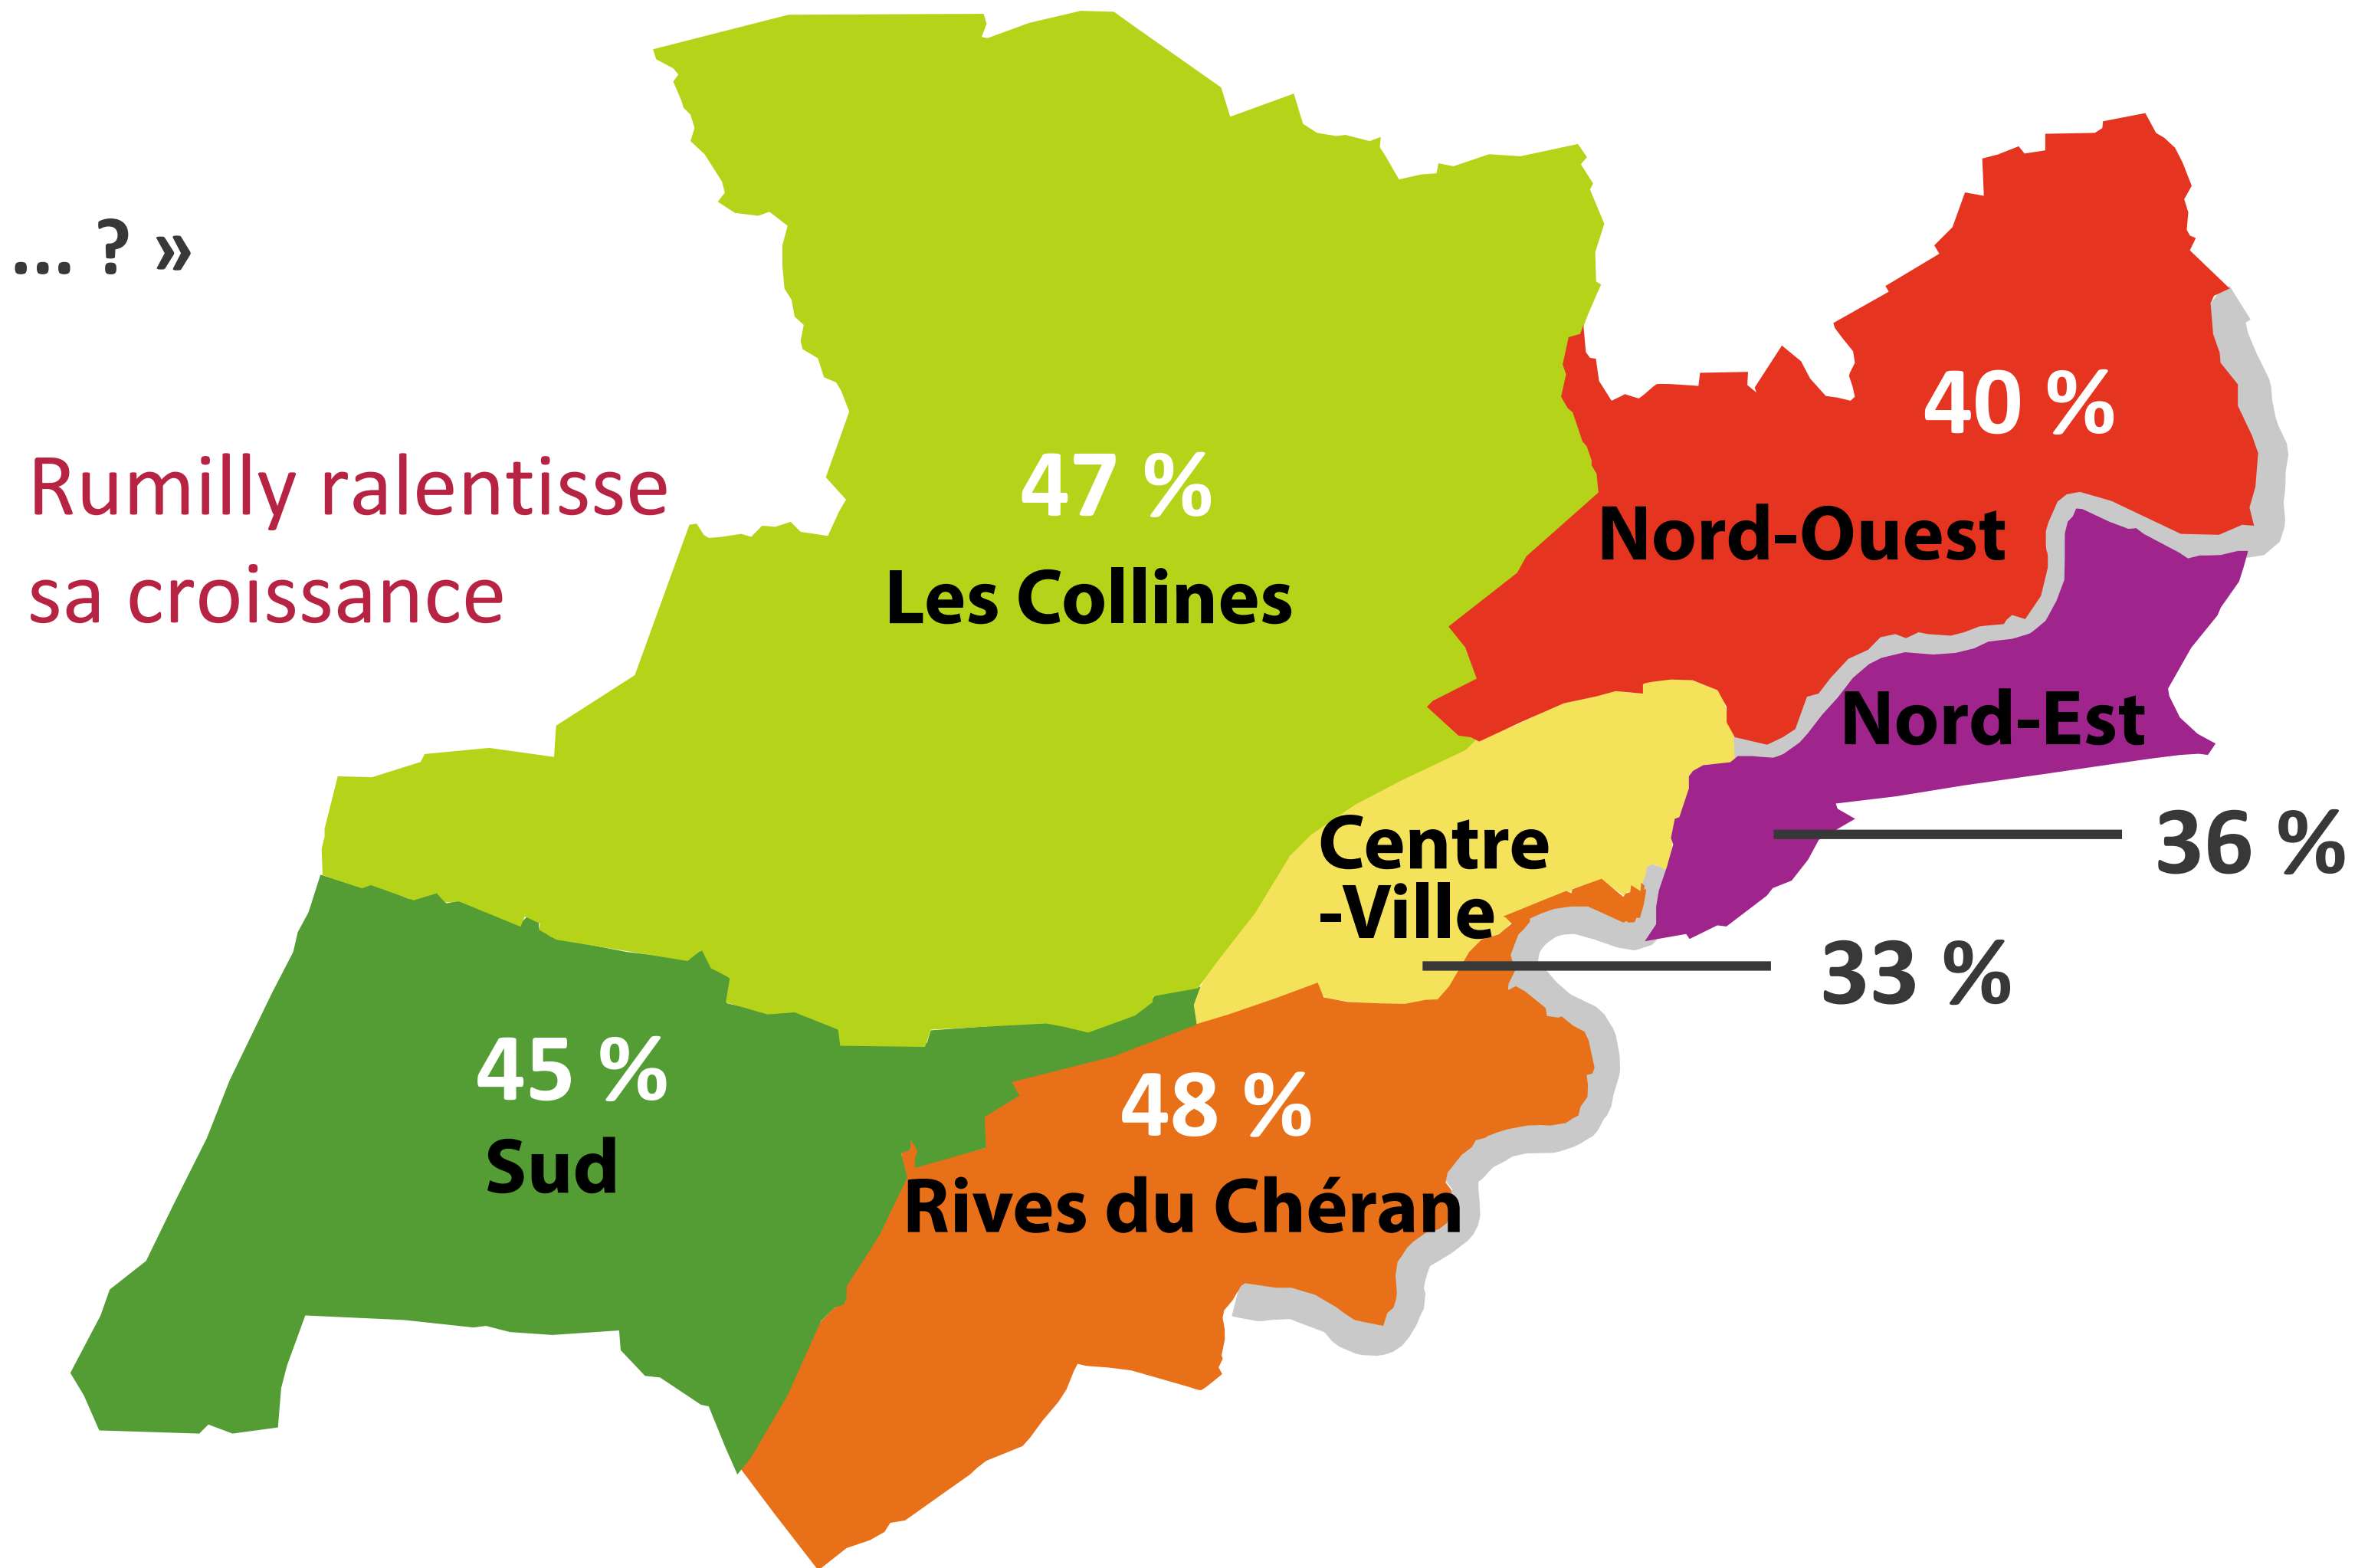 … ? »
Rumilly ralentisse
sa croissance
47 %
Les Collines
40 %
Nord-Ouest
Nord-Est
36 %
Centre
-Ville
33 %
45 %
Sud
48 %
Rives du Chéran